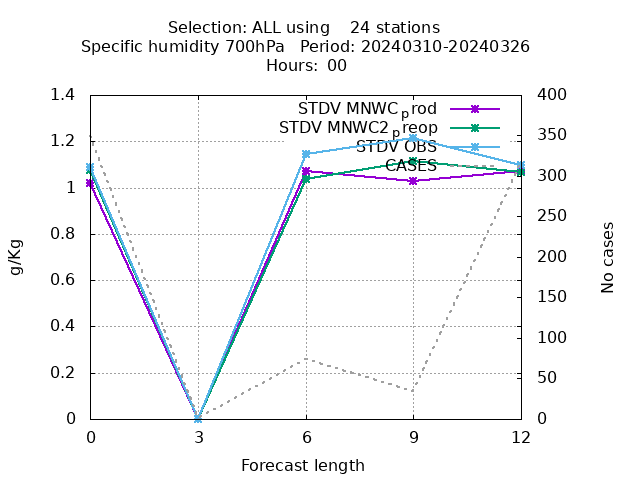 Selection: ALL using    24 stations
Specific humidity 700hPa   Period: 20240310-20240326
Hours:  00
STDV MNWC_prod
STDV MNWC2_preop
STDV OBS
CASES
1.4
1.2
1
0.8
0.6
0.4
0.2
0
400
350
300
250
200
150
100
50
0
g/Kg
No cases
0 3 6 9 12
Forecast length